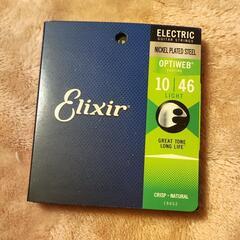 ELECTRIC
GUITAR STRINGS
NICKEL PLATED STEEL
OPTIWEB®
COATING
10 46
LIGHT
Elixir
GREAT TONE
LONG LIFE
CRISP • NATURAL
19052